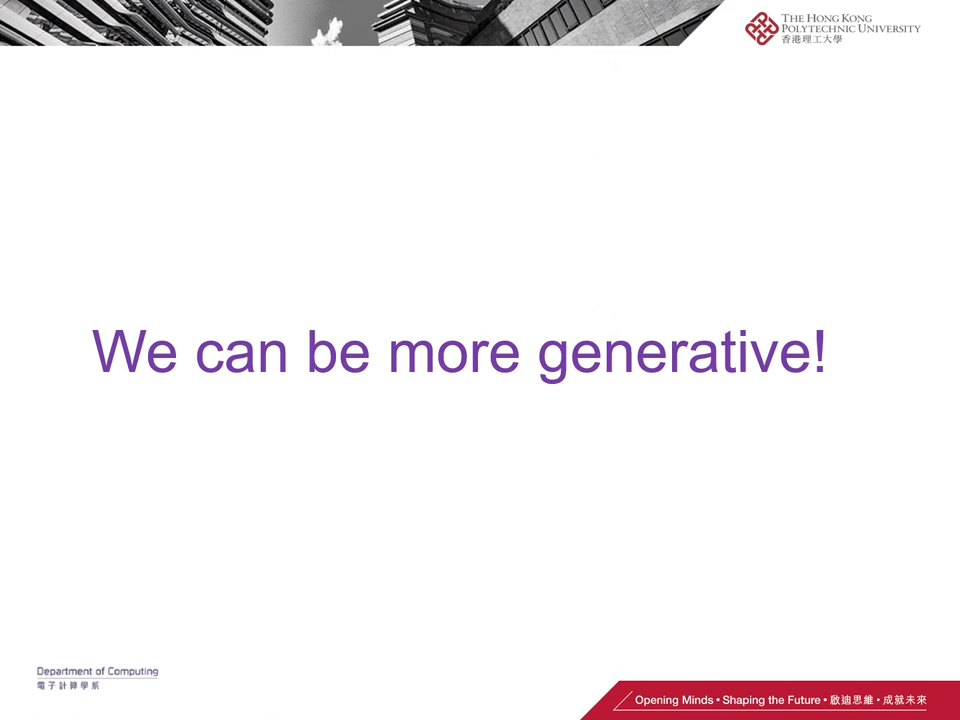 THE HONG KONG
POLYTECHNIC UNIVERSITY
香港理工大學
We can be more generative!
Department of Computing
電子計算學系
Opening Minds • Shaping the Future • 啟迪思維 • 成就未來